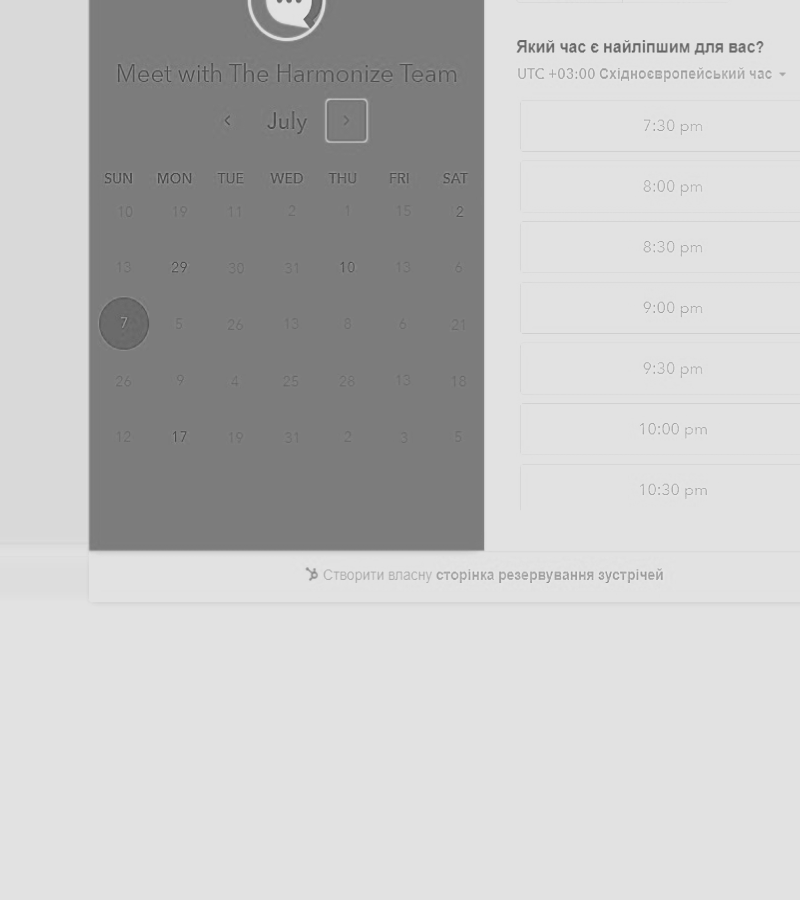 Meet with The Harmonize Team
July
SUN MON TUE WED THU FRI SAT
10 19 11 2 1 15 2
13 29 30 31 10 13 6
7 5 26 13 8 6 21
26 9 4 25 28 13 18
12 17 19 31 2 3 5
Який час є найліпшим для вас?
UTC +03:00 Східноєвропейський час
7:30 pm
8:00 pm
8:30 pm
9:00 pm
9:30 pm
10:00 pm
10:30 pm
Створити власну сторінка резервування зустрічей